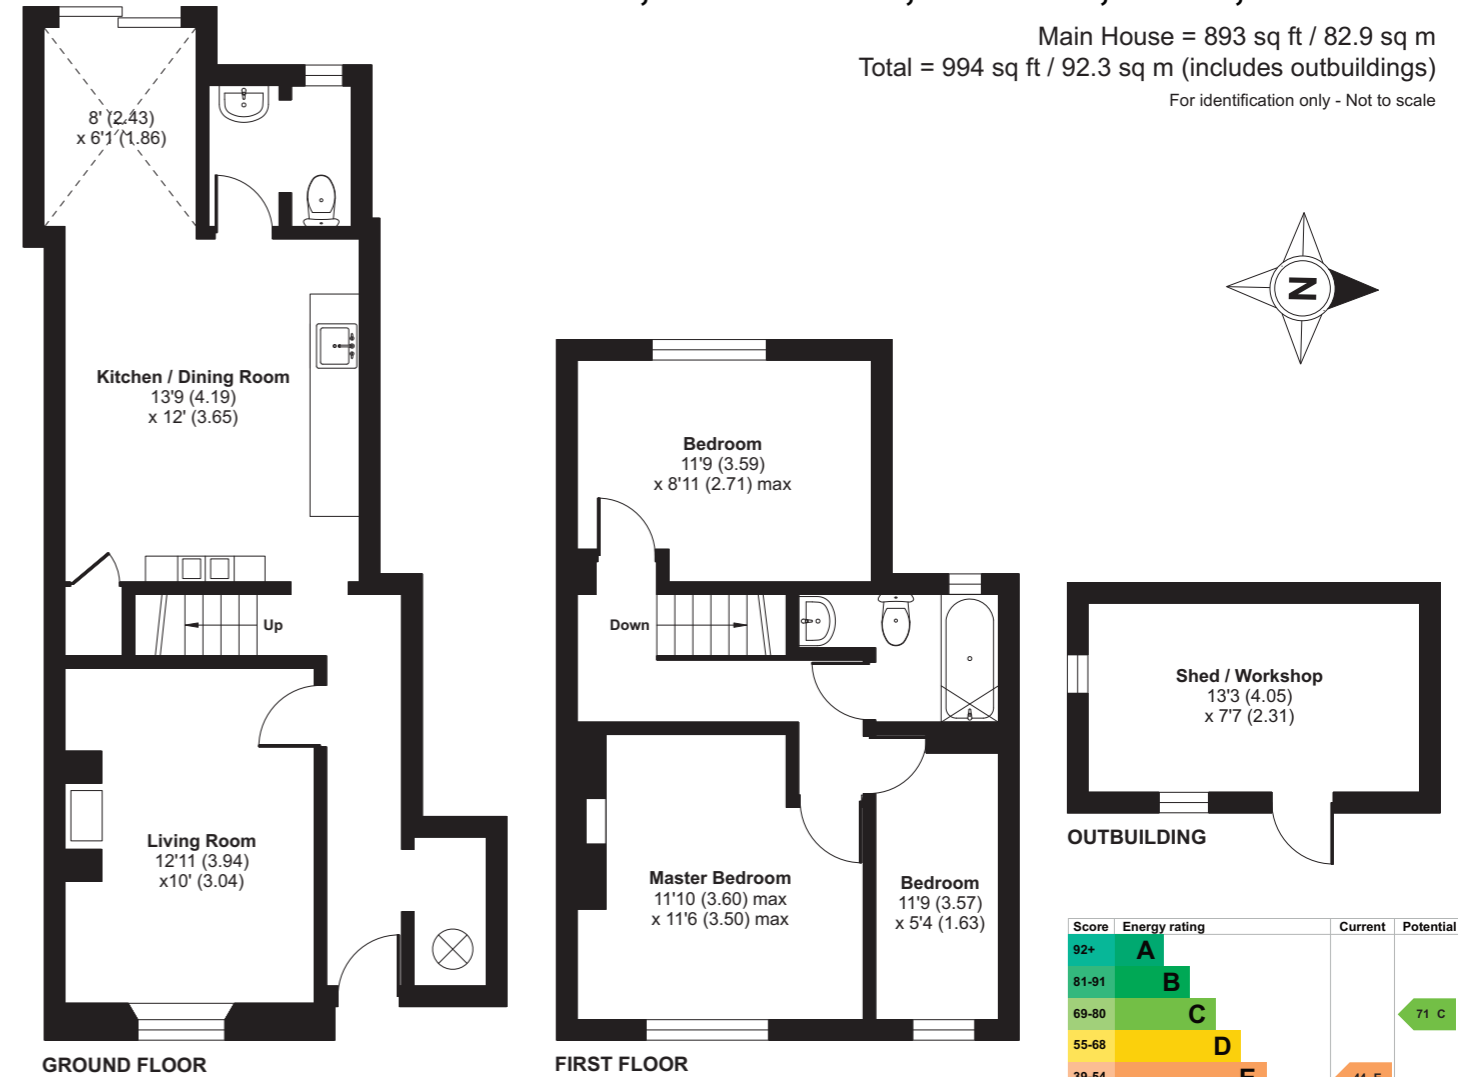 Main House = 893 sq ft / 82.9 sq m
Total = 994 sq ft / 92.3 sq m (includes outbuildings)
For identification only - Not to scale
8' (2.43)
x 6'1 (1.86)
N
Kitchen / Dining Room
13'9 (4.19)
x 12' (3.65)
Up
Living Room
12'11 (3.94)
x10' (3.04)
GROUND FLOOR
Bedroom
11'9 (3.59)
x 8'11 (2.71) max
Down
Master Bedroom
11'10 (3.60) max
x 11'6 (3.50) max
Bedroom
11'9 (3.57)
x 5'4 (1.63)
FIRST FLOOR
Shed / Workshop
13'3 (4.05)
x 7'7 (2.31)
OUTBUILDING
Score Energy rating Current Potential
92+ A
81-91 B
69-80 C 71 C
55-68 D
39-54 E 44 E